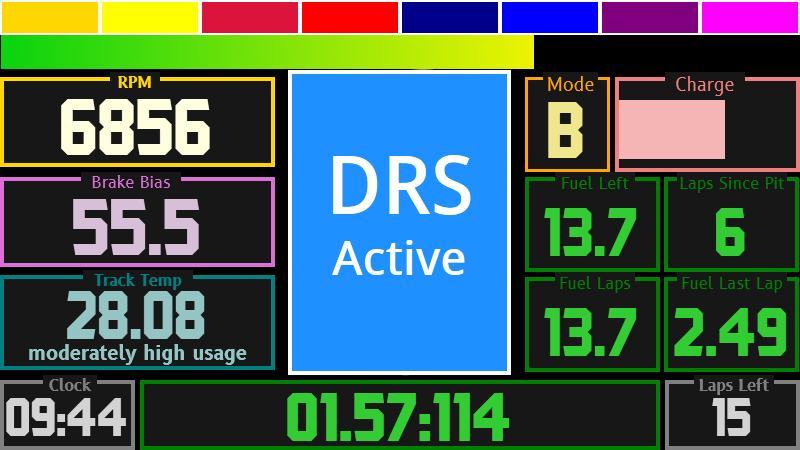 RPM
6856
Brake Bias
55.5
Track Temp
28.08
moderately high usage
DRS
Active
Mode
B
Charge
Fuel Left
13.7
Laps Since Pit
6
Fuel Laps
13.7
Fuel Last Lap
2.49
Clock
09:44
01.57:114
Laps Left
15